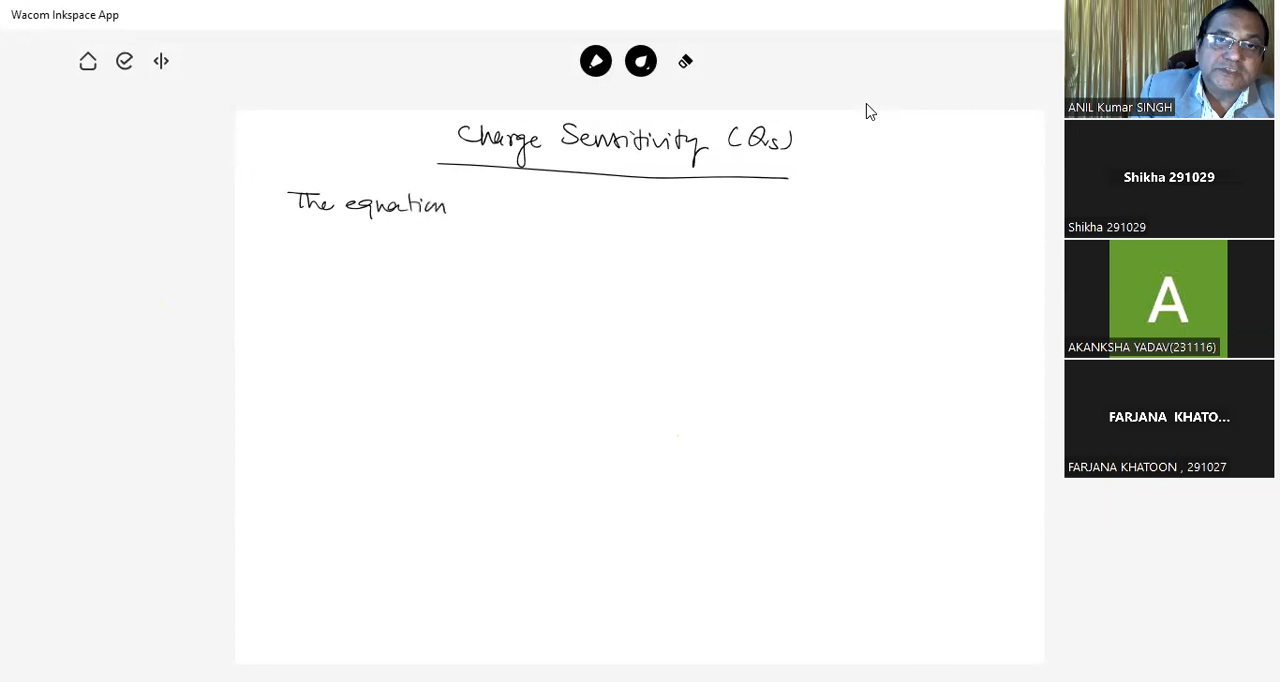 Wacom Inkspace App
Charge Sensitivity (Qs)
The equation
ANIL Kumar SINGH
Shikha 291029
Shikha 291029
A
AKANKSHA YADAV(231116)
FARJANA KHATO...
FARJANA KHATOON , 291027